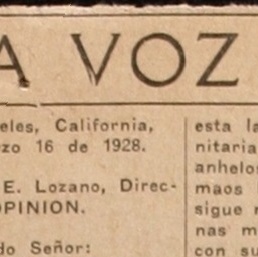 A VOZ
eles, California,
zo 16 de 1928.
E. Lozano, Direc-
OPINION.
do Señor:
esta la
nitaria
anhelos
maos
sigue
nas m
con su